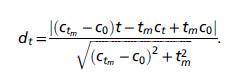 d_t = |(c_{t_m} − c_0)t − t_m c_t + t_m c_0| / √((c_{t_m} − c_0)^2 + t_m^2).